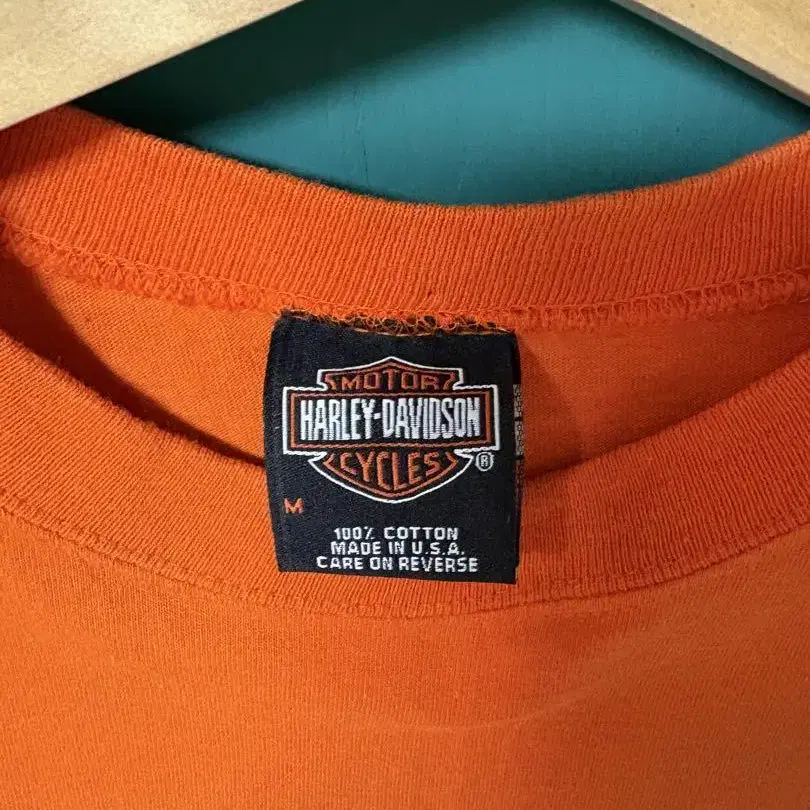 MOTOR
HARLEY-DAVIDSON
CYCLES
®
M
100% COTTON
MADE IN U.S.A.
CARE ON REVERSE